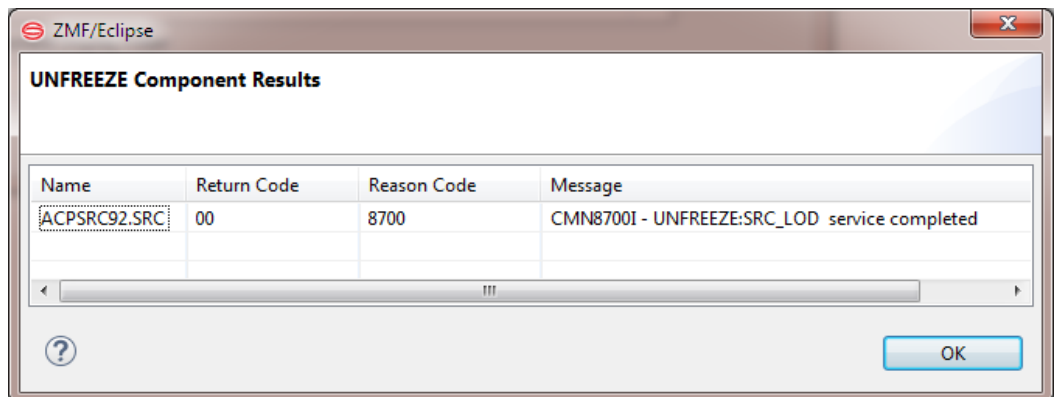 ZMF/Eclipse
UNFREEZE Component Results
Name Return Code Reason Code Message
ACPSRC92.SRC 00 8700 CMN8700I - UNFREEZE:SRC_LOD service completed
?
OK